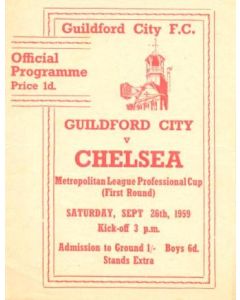 Guildford City F.C.
Official
Programme
Price 1d.
GUILDFORD CITY
v
CHELSEA
Metropolitan League Professional Cup
(First Round)
SATURDAY, SEPT 26th, 1959
Kick-off 3 p.m.
Admission to Ground 1/- Boys 6d.
Stands Extra